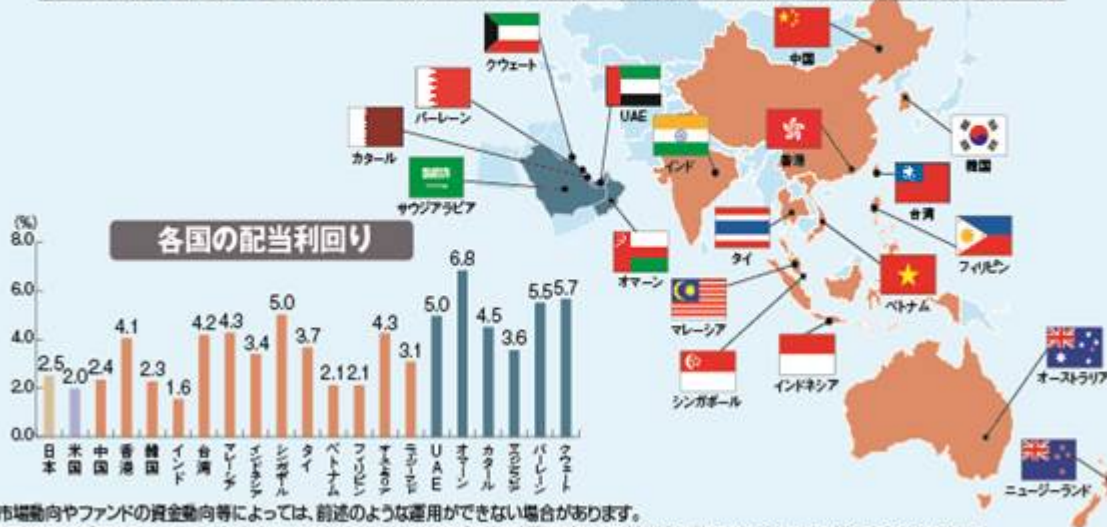 クウェート
中国
バーレーン
UAE
カタール
インド
香港
韓国
サウジアラビア
台湾
(%)
各国の配当利回り
オマーン
タイ
フィリピン
マレーシア
ベトナム
シンガポール
インドネシア
オーストラリア
ニュージーランド
8.0
6.0
4.0
2.0
0.0
2.5 2.0 2.4 4.1 2.3 1.6 4.2 4.3 3.4 5.0 3.7 2.1 2.1 4.3 3.1 5.0 6.8 4.5 3.6 5.5 5.7
日本 米国 中国 香港 韓国 インド 台湾 マレーシア インドネシア シンガポール タイ ベトナム フィリピン オーストラリア ニュージーランド UAE オマーン カタール サウジアラビア バーレーン クウェート
市場動向やファンドの資金動向等によっては、前述のような運用ができない場合があります。